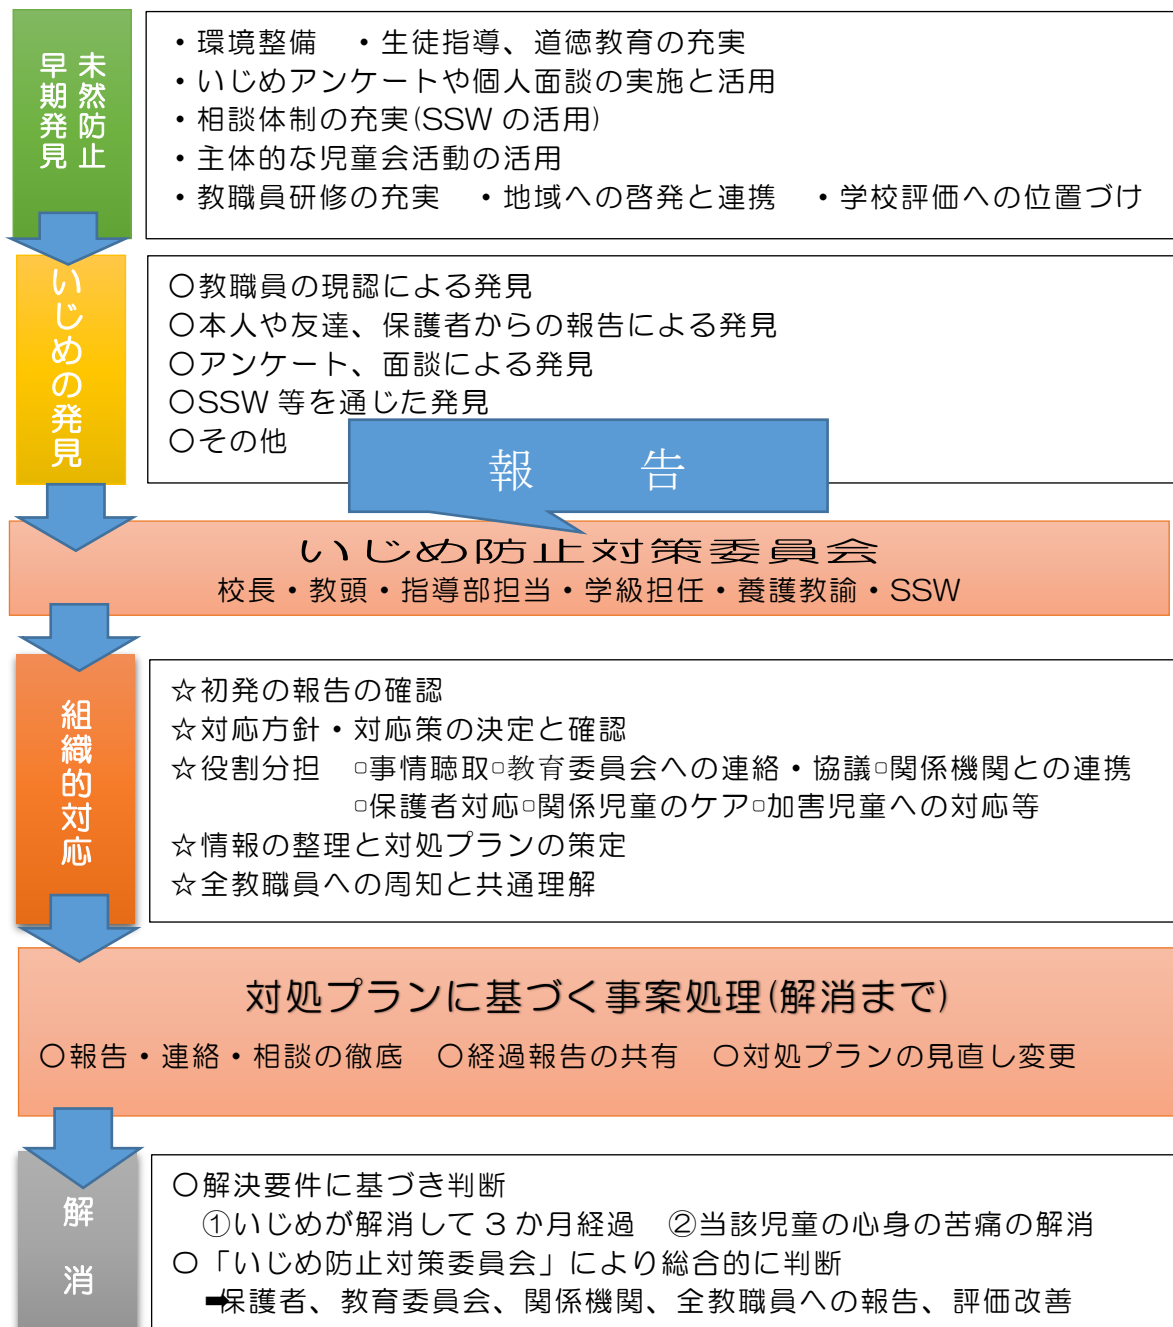 未然防止
早期発見
・環境整備　・生徒指導、道徳教育の充実
・いじめアンケートや個人面談の実施と活用
・相談体制の充実(SSWの活用)
・主体的な児童会活動の活用
・教職員研修の充実　・地域への啓発と連携　・学校評価への位置づけ
いじめの発見
○教職員の現認による発見
○本人や友達、保護者からの報告による発見
○アンケート、面談による発見
○SSW等を通じた発見
○その他
報　告
いじめ防止対策委員会
校長・教頭・指導部担当・学級担任・養護教諭・SSW
組織的対応
☆初発の報告の確認
☆対応方針・対応策の決定と確認
☆役割分担　▫事情聴取▫教育委員会への連絡・協議▫関係機関との連携
▫保護者対応▫関係児童のケア▫加害児童への対応等
☆情報の整理と対処プランの策定
☆全教職員への周知と共通理解
対処プランに基づく事案処理(解消まで)
○報告・連絡・相談の徹底　○経過報告の共有　○対処プランの見直し変更
解消
○解決要件に基づき判断
①いじめが解消して3か月経過　②当該児童の心身の苦痛の解消
○「いじめ防止対策委員会」により総合的に判断
➡保護者、教育委員会、関係機関、全教職員への報告、評価改善